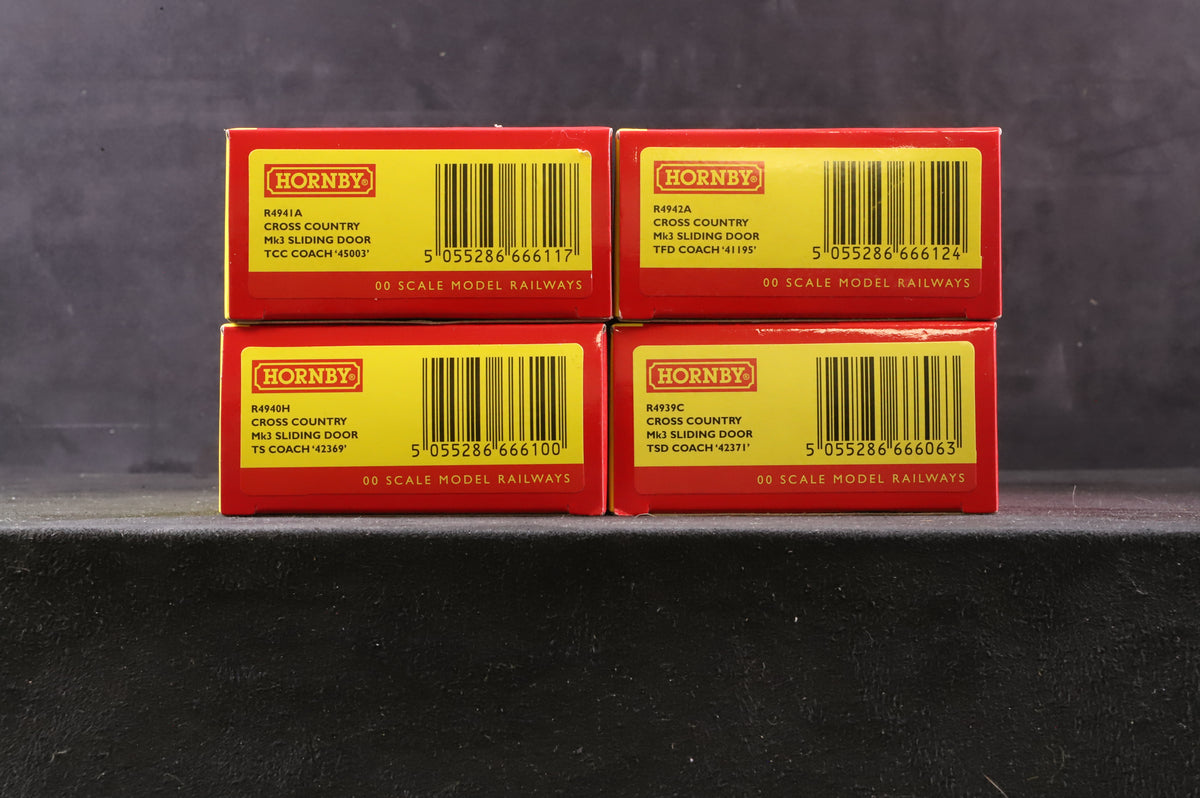 HORNBY®
R4941A
CROSS COUNTRY
Mk3 SLIDING DOOR
TCC COACH '45003'
5 055286 666117
00 SCALE MODEL RAILWAYS
HORNBY®
R4942A
CROSS COUNTRY
Mk3 SLIDING DOOR
TFD COACH '41195'
5 055286 666124
00 SCALE MODEL RAILWAYS
HORNBY®
R4940H
CROSS COUNTRY
Mk3 SLIDING DOOR
TS COACH '42369'
5 055286 666100
00 SCALE MODEL RAILWAYS
HORNBY®
R4939C
CROSS COUNTRY
Mk3 SLIDING DOOR
TSD COACH '42371'
5 055286 666063
00 SCALE MODEL RAILWAYS